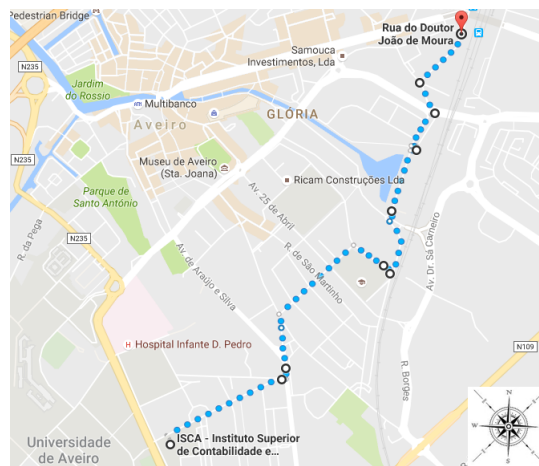 Pedestrian Bridge
Rua do Doutor
João de Moura
N235
Samouca
Investimentos, Lda
Jardim
do Rossio
Multibanco
GLÓRIA
Aveiro
N235
Museu de Aveiro
(Sta. Joana)
Ricam Construções Lda
Parque de
Santo António
Av. 25 de Abril
R. da Pega
N235
Av. Dr. Sá Carneiro
R. de São Martinho
Av. de Araújo e Silva
Hospital Infante D. Pedro
H
N109
R. Borges
Universidade
de Aveiro
ISCA - Instituto Superior
de Contabilidade e...
N
W
E
S